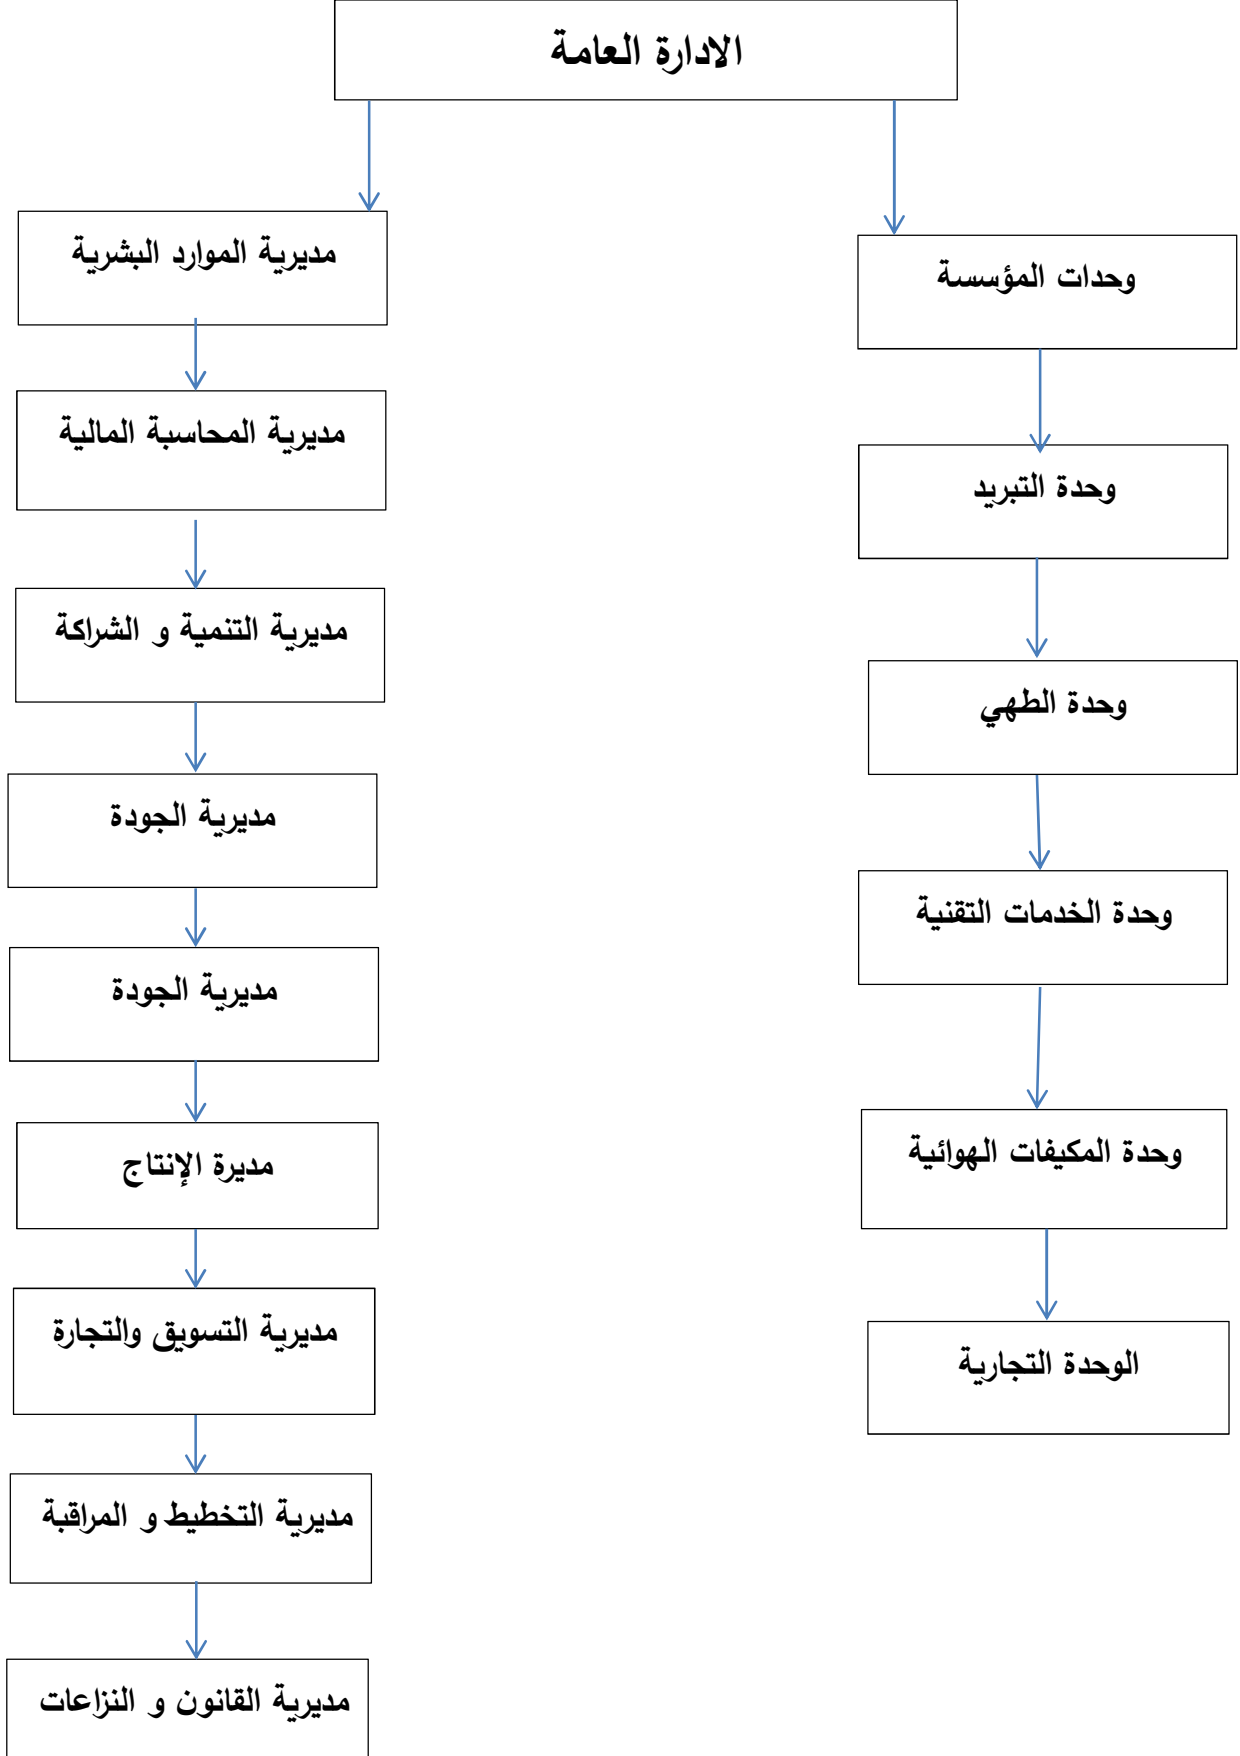 الادارة العامة
وحدات المؤسسة
وحدة التبريد
وحدة الطهي
وحدة الخدمات التقنية
وحدة المكيفات الهوائية
الوحدة التجارية
مديرية الموارد البشرية
مديرية المحاسبة المالية
مديرية التنمية و الشراكة
مديرية الجودة
مديرية الجودة
مديرة الإنتاج
مديرية التسويق والتجارة
مديرية التخطيط و المراقبة
مديرية القانون و النزاعات